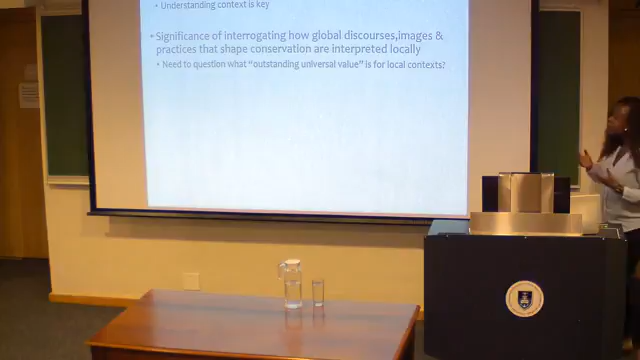 • Understanding context is key
• Significance of interrogating how global discourses,images &
practices that shape conservation are interpreted locally
• Need to question what “outstanding universal value” is for local contexts?